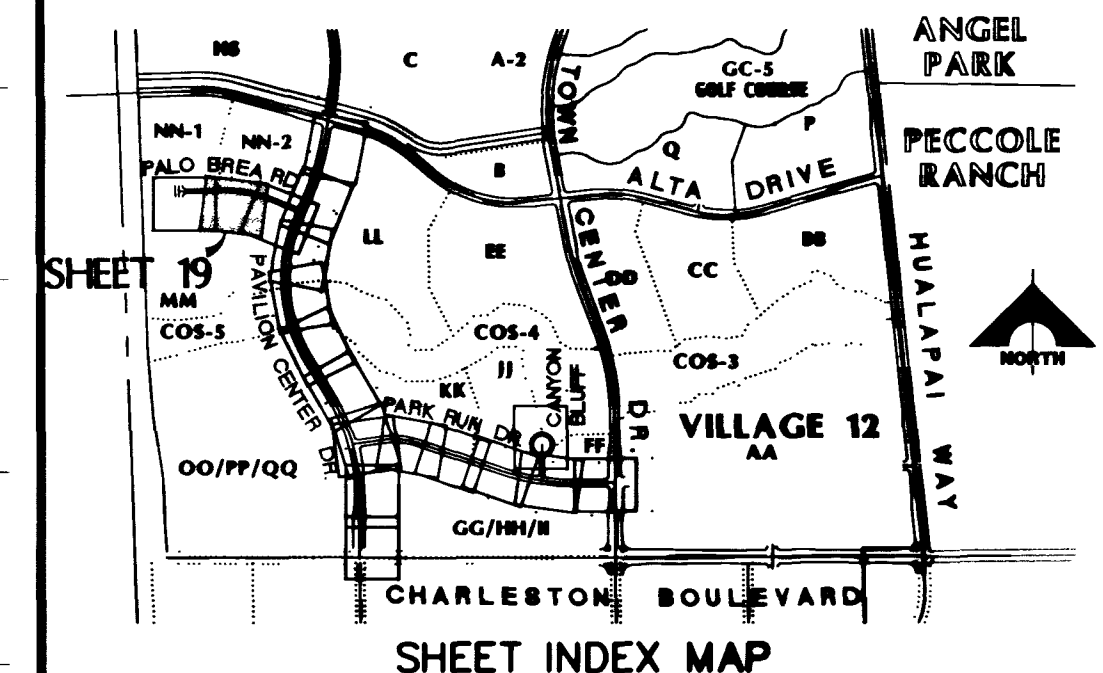 ANGEL
PARK
HS
C
A-2
GC-5
GOLF COURSE
P
NN-1
NN-2
PALO BREA RD
B
Q
ALTA DRIVE
PECCOLE
RANCH
TOWN CENTER DR.
LL
EE
DD
CC
BB
SHEET 19
MM
COS-5
PAVILION CENTER DR.
COS-4
JJ
KK
COS-3
HUALAPAI WAY
NORTH
CANYON
BLUFF
PARK RUN DR
FF
VILLAGE 12
AA
OO/PP/QQ
GG/HH/II
CHARLESTON BOULEVARD
SHEET INDEX MAP